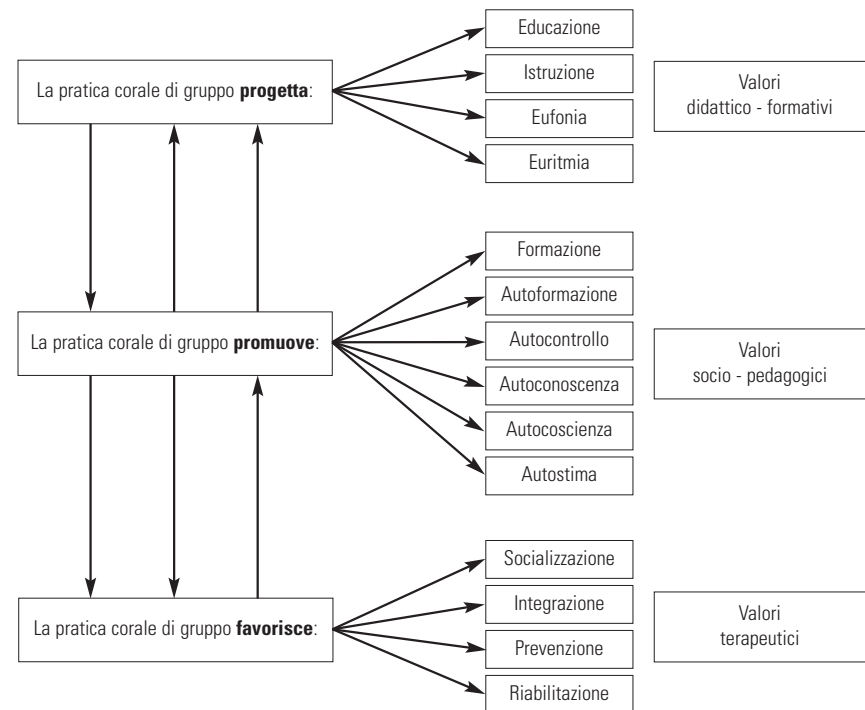 La pratica corale di gruppo progetta:
Educazione
Istruzione
Eufonia
Euritmia
Valori
didattico - formativi
La pratica corale di gruppo promuove:
Formazione
Autoformazione
Autocontrollo
Autoconoscenza
Autocoscienza
Autostima
Valori
socio - pedagogici
La pratica corale di gruppo favorisce:
Socializzazione
Integrazione
Prevenzione
Riabilitazione
Valori
terapeutici